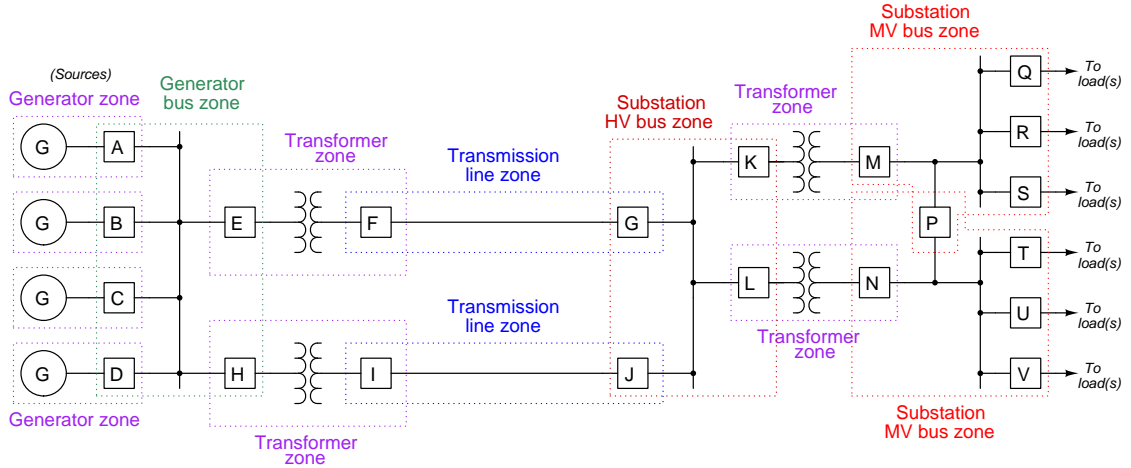 Substation
MV bus zone
(Sources)
Generator zone
Generator
bus zone
Transformer
zone
Transmission
line zone
Substation
HV bus zone
Transformer
zone
Q
To
load(s)
G
A
K
M
R
To
load(s)
S
To
load(s)
G
B
E
F
G
P
T
To
load(s)
G
C
L
N
Transmission
line zone
Transformer
zone
U
To
load(s)
G
D
H
I
J
V
To
load(s)
Generator zone
Transformer
zone
Substation
MV bus zone